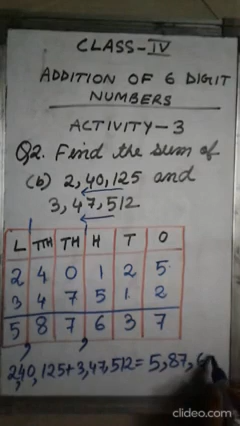 CLASS-IV
ADDITION OF 6 DIGIT
NUMBERS
ACTIVITY-3
Q2. Find the sum of
(b) 2,40,125 and
3,47,512
L TTH TH H T O
2 4 0 1 2 5
3 4 7 5 1 2
5 8 7 6 3 7
2,40,125+3,47,512=5,87,6
clideo.com